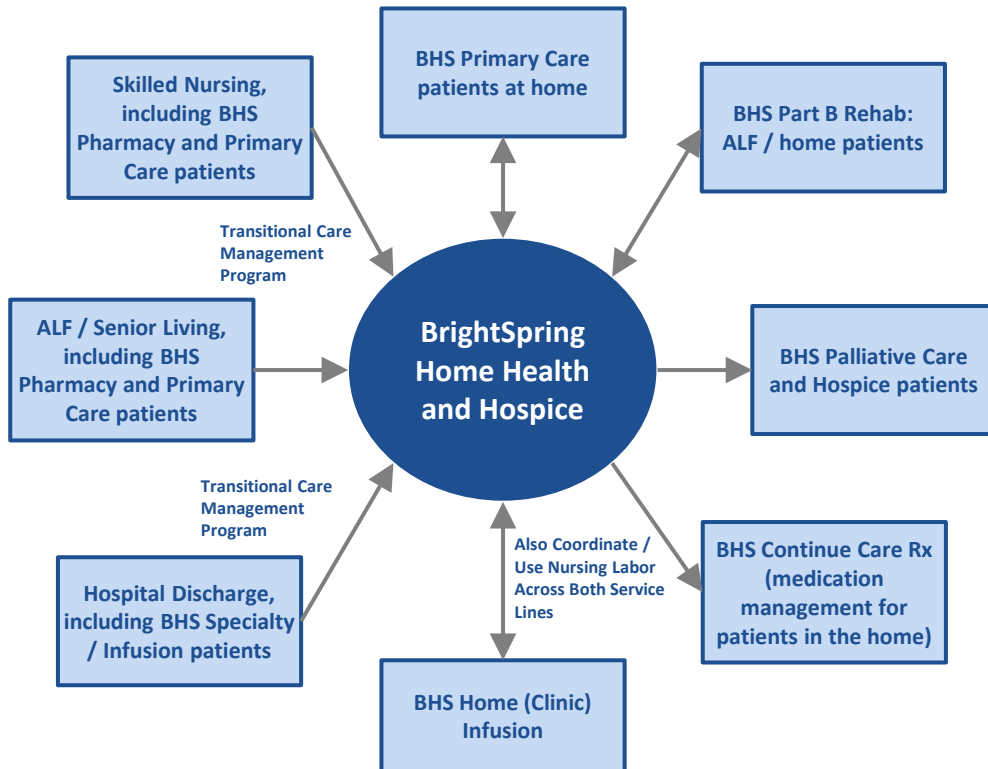 BHS Primary Care
patients at home
Skilled Nursing,
including BHS
Pharmacy and Primary
Care patients
BHS Part B Rehab:
ALF / home patients
Transitional Care
Management
Program
ALF / Senior Living,
including BHS
Pharmacy and Primary
Care patients
BrightSpring
Home Health
and Hospice
BHS Palliative Care
and Hospice patients
Transitional Care
Management
Program
Also Coordinate /
Use Nursing Labor
Across Both Service
Lines
Hospital Discharge,
including BHS Specialty
/ Infusion patients
BHS Continue Care Rx
(medication
management for
patients in the home)
BHS Home (Clinic)
Infusion